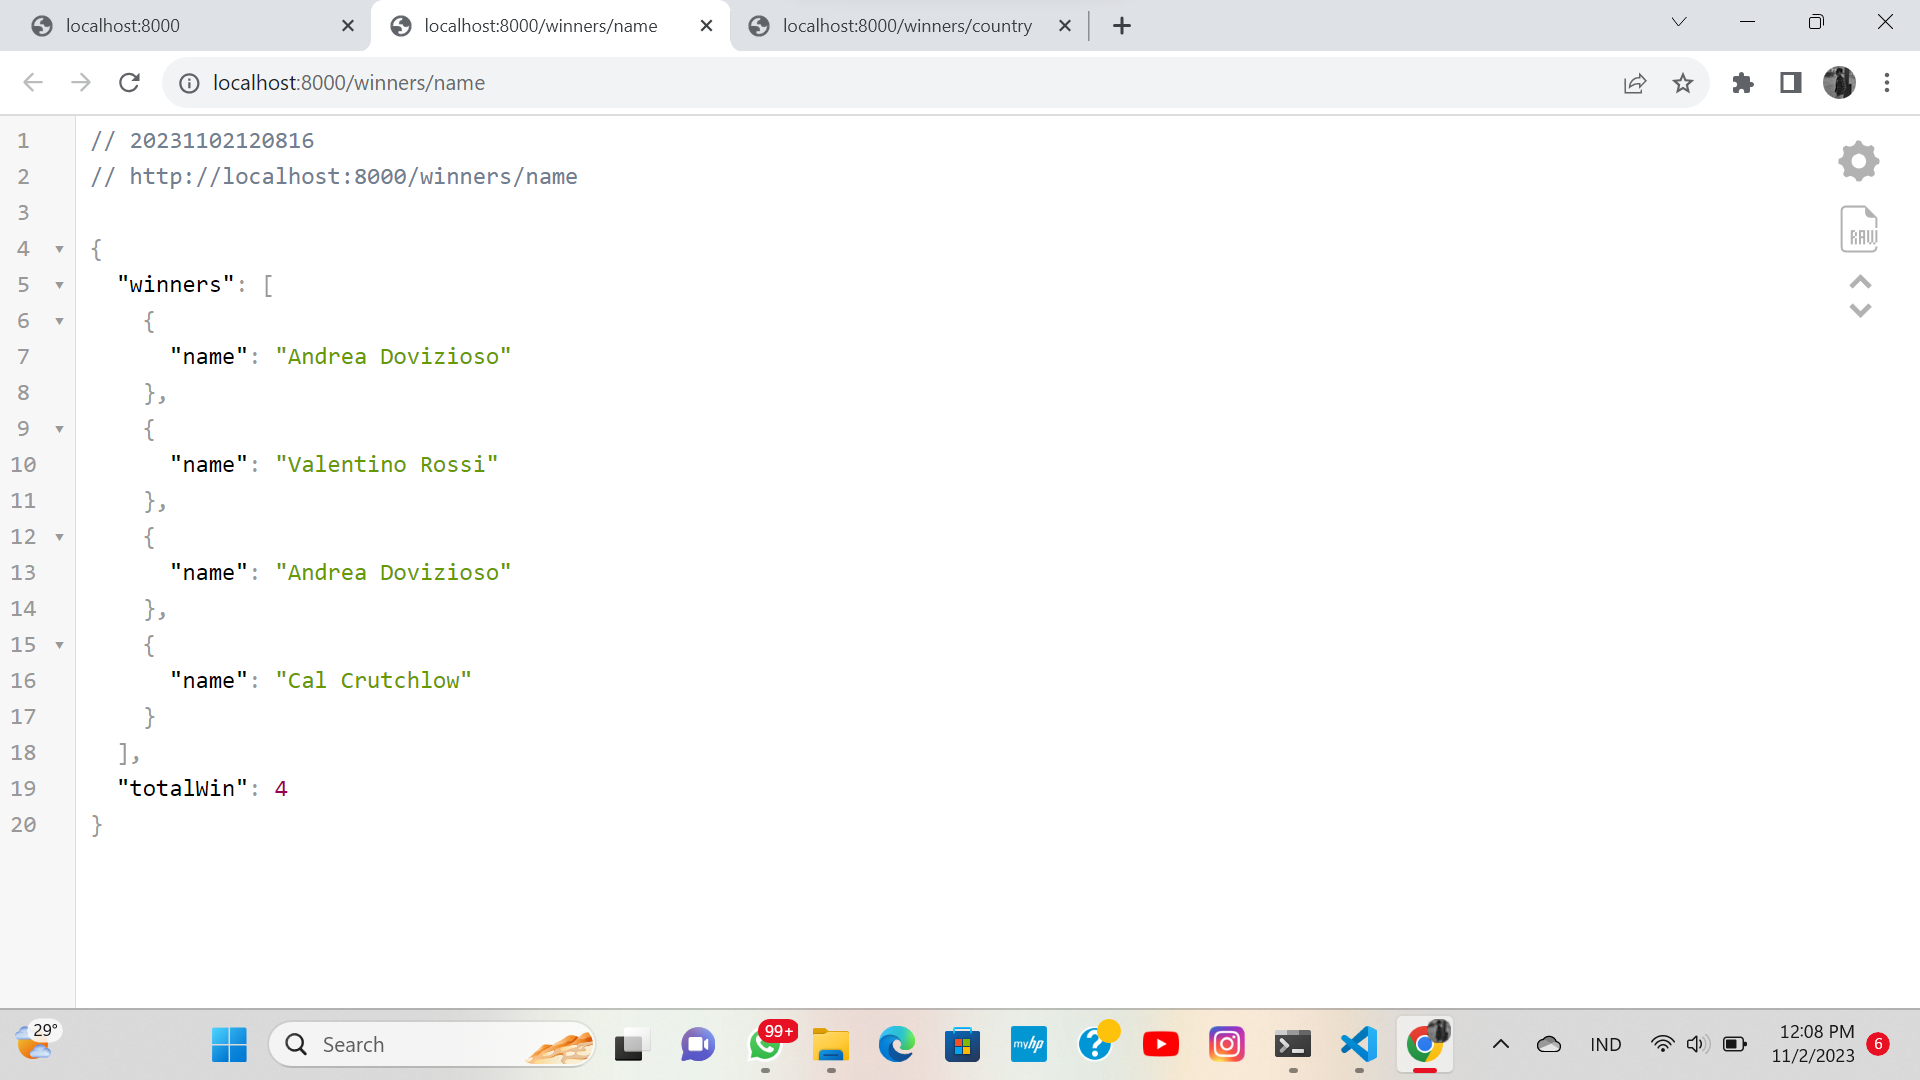 localhost:8000
localhost:8000/winners/name
localhost:8000/winners/country
localhost:8000/winners/name
1 // 20231102120816
2 // http://localhost:8000/winners/name
3
4 {
5 "winners": [
6 {
7 "name": "Andrea Dovizioso"
8 },
9 {
10 "name": "Valentino Rossi"
11 },
12 {
13 "name": "Andrea Dovizioso"
14 },
15 {
16 "name": "Cal Crutchlow"
17 }
18 ],
19 "totalWin": 4
20 }
RAW
29°
Search
99+
myhp
IND
12:08 PM
11/2/2023
6